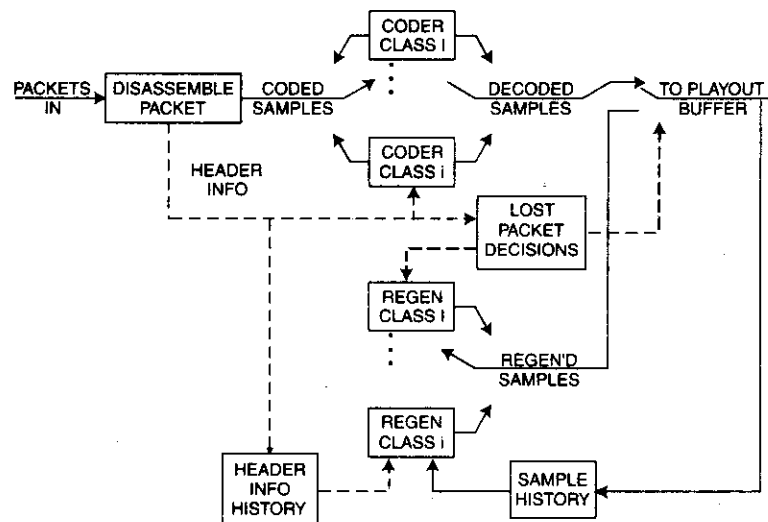 CODER
CLASS I
PACKETS
IN
DISASSEMBLE
PACKET
CODED
SAMPLES
DECODED
SAMPLES
TO PLAYOUT
BUFFER
HEADER
INFO
CODER
CLASS i
LOST
PACKET
DECISIONS
REGEN
CLASS I
REGEN'D
SAMPLES
REGEN
CLASS i
HEADER
INFO
HISTORY
SAMPLE
HISTORY